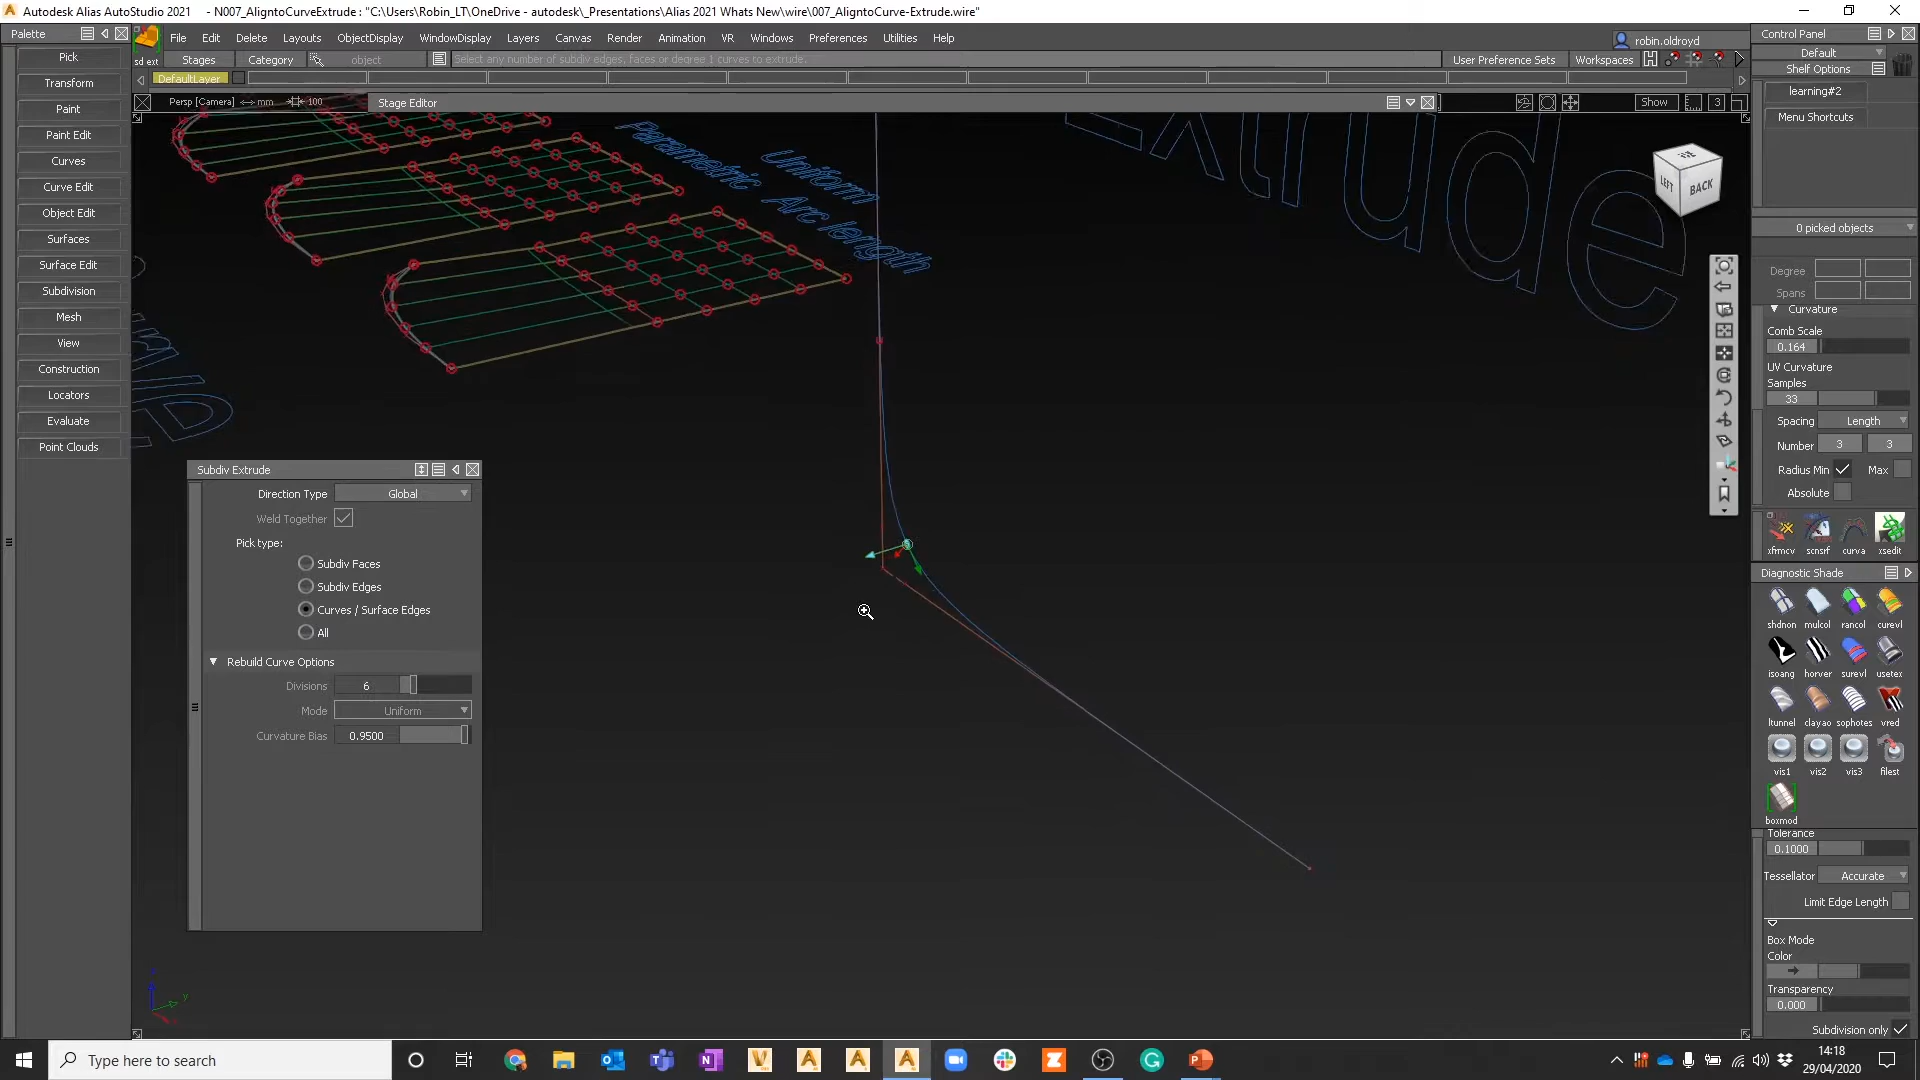 Autodesk Alias AutoStudio 2021 - N007_AligntoCurveExtrude : "C:\Users\Robin_LT\OneDrive - autodesk\_Presentations\Alias 2021 Whats New\wire\007_AligntoCurve-Extrude.wire"
Palette
sd ext
File Edit Delete Layouts ObjectDisplay WindowDisplay Layers Canvas Render Animation VR Windows Preferences Utilities Help
robin.oldroyd
Stages Category object Select any number of subdiv edges, faces or degree 1 curves to extrude. User Preference Sets Workspaces
DefaultLayer
Persp [Camera] mm 100 Stage Editor Show 3
Pick
Transform
Paint
Paint Edit
Curves
Curve Edit
Object Edit
Surfaces
Surface Edit
Subdivision
Mesh
View
Construction
Locators
Evaluate
Point Clouds
Uniform
Parametric
Arc length
Extrude
LEFT BACK
Subdiv Extrude
Direction Type Global
Weld Together
Pick type:
Subdiv Faces
Subdiv Edges
Curves / Surface Edges
All
Rebuild Curve Options
Divisions 6
Mode Uniform
Curvature Bias 0.9500
Control Panel
Default
Shelf Options
learning#2
Menu Shortcuts
0 picked objects
Degree
Spans
Curvature
Comb Scale
0.164
UV Curvature
Samples
33
Spacing Length
Number 3 3
Radius Min Max
Absolute
xfrmcv scnsrf curva xsedit
Diagnostic Shade
shdnon mulcol rancol curevl
isoang horver surevl usetex
ltunnel clayao sophotes vred
vis1 vis2 vis3 filest
boxmod
Tolerance
0.1000
Tessellator Accurate
Limit Edge Length
Box Mode
Color
Transparency
0.000
Subdivision only
Type here to search
14:18
29/04/2020